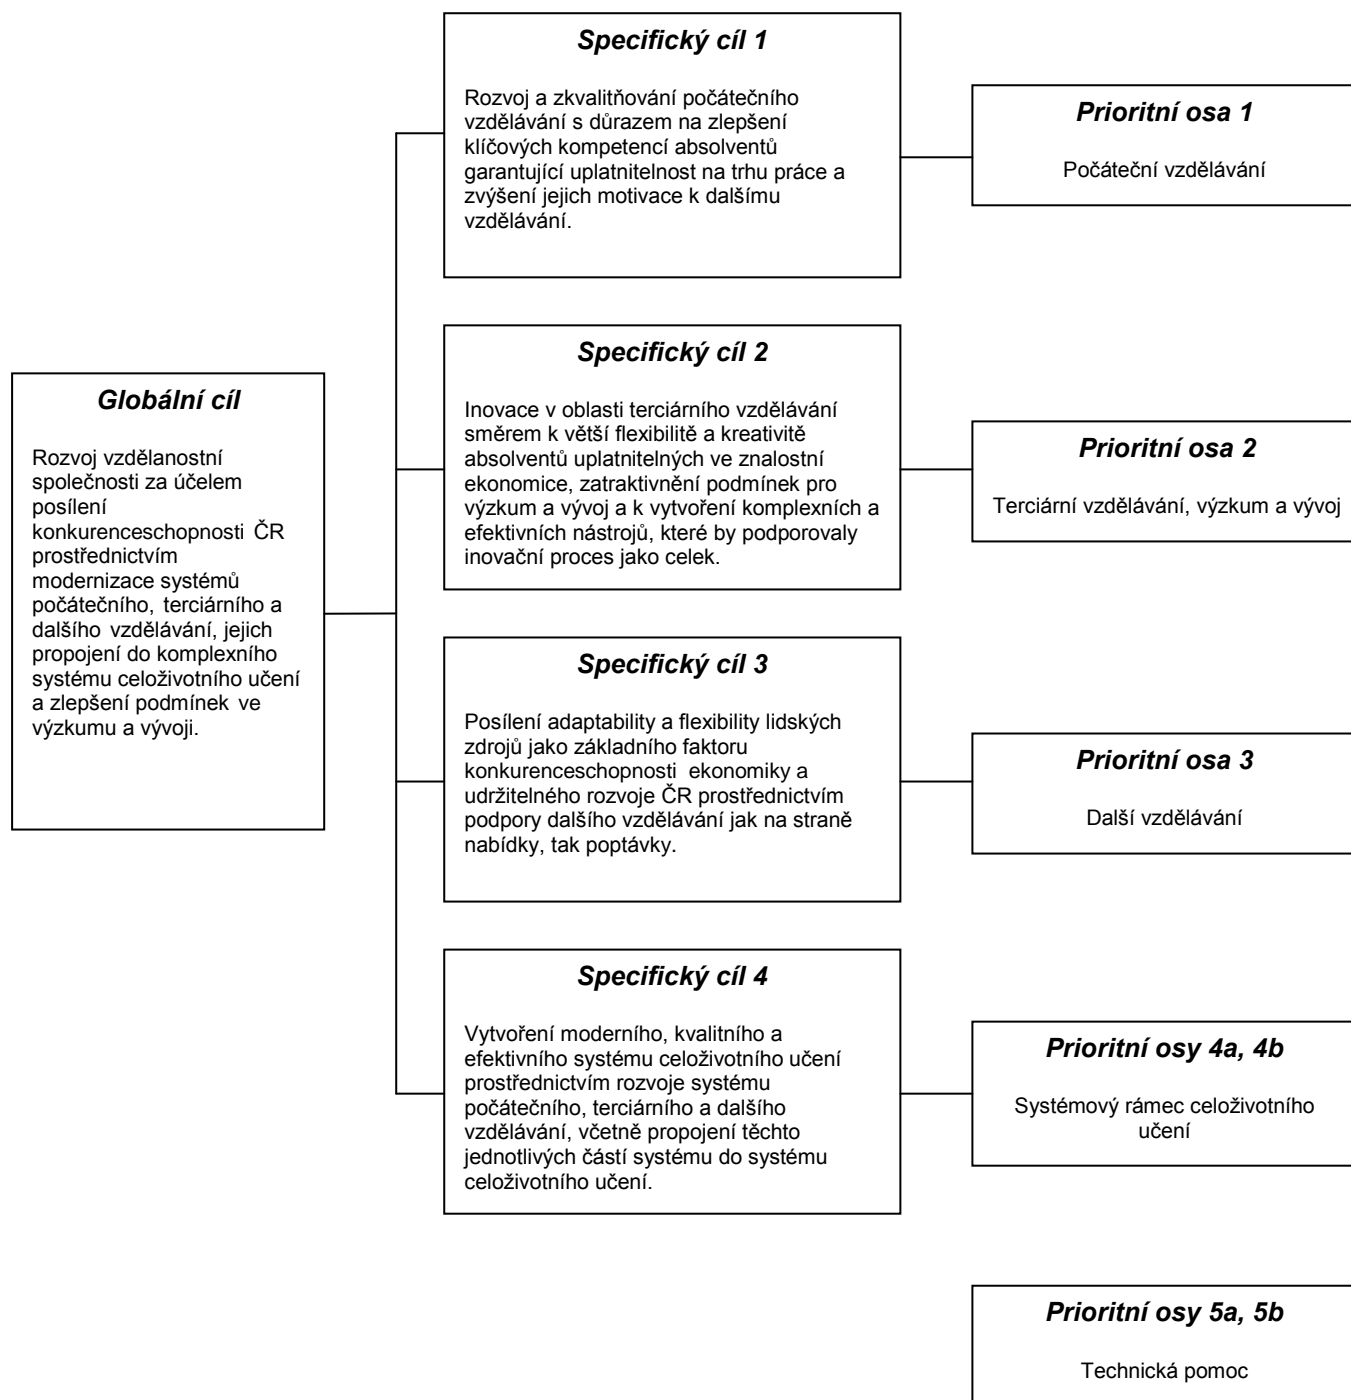 Globální cíl
Rozvoj vzdělanostní
společnosti za účelem
posílení
konkurenceschopnosti ČR
prostřednictvím
modernizace systémů
počátečního, terciárního a
dalšího vzdělávání, jejich
propojení do komplexního
systému celoživotního učení
a zlepšení podmínek ve
výzkumu a vývoji.
Specifický cíl 1
Rozvoj a zkvalitňování počátečního
vzdělávání s důrazem na zlepšení
klíčových kompetencí absolventů
garantující uplatnitelnost na trhu práce a
zvýšení jejich motivace k dalšímu
vzdělávání.
Prioritní osa 1
Počáteční vzdělávání
Specifický cíl 2
Inovace v oblasti terciárního vzdělávání
směrem k větší flexibilitě a kreativitě
absolventů uplatnitelných ve znalostní
ekonomice, zatraktivnění podmínek pro
výzkum a vývoj a k vytvoření komplexních a
efektivních nástrojů, které by podporovaly
inovační proces jako celek.
Prioritní osa 2
Terciární vzdělávání, výzkum a vývoj
Specifický cíl 3
Posílení adaptability a flexibility lidských
zdrojů jako základního faktoru
konkurenceschopnosti ekonomiky a
udržitelného rozvoje ČR prostřednictvím
podpory dalšího vzdělávání jak na straně
nabídky, tak poptávky.
Prioritní osa 3
Další vzdělávání
Specifický cíl 4
Vytvoření moderního, kvalitního a
efektivního systému celoživotního učení
prostřednictvím rozvoje systému
počátečního, terciárního a dalšího
vzdělávání, včetně propojení těchto
jednotlivých částí systému do systému
celoživotního učení.
Prioritní osy 4a, 4b
Systémový rámec celoživotního
učení
Prioritní osy 5a, 5b
Technická pomoc